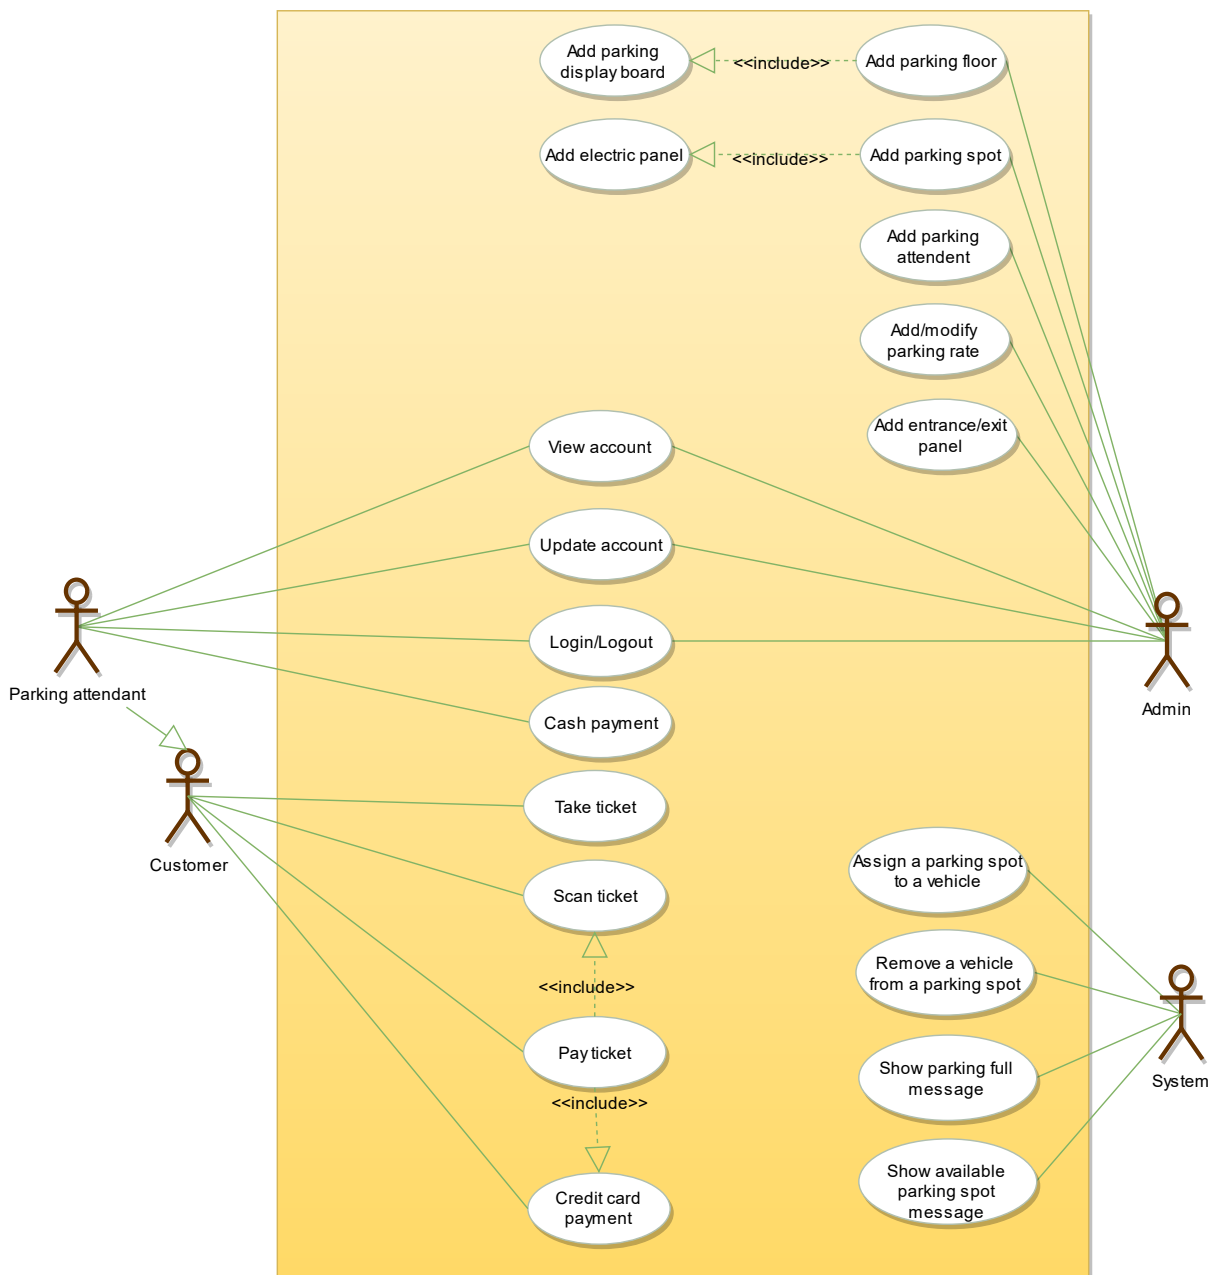 Add parking
display board
<<include>>
Add parking floor
Add electric panel
<<include>>
Add parking spot
Add parking
attendent
Add/modify
parking rate
Add entrance/exit
panel
View account
Update account
Login/Logout
Parking attendant
Admin
Cash payment
Take ticket
Customer
Scan ticket
Assign a parking spot
to a vehicle
<<include>>
Remove a vehicle
from a parking spot
Pay ticket
System
<<include>>
Show parking full
message
Credit card
payment
Show available
parking spot
message